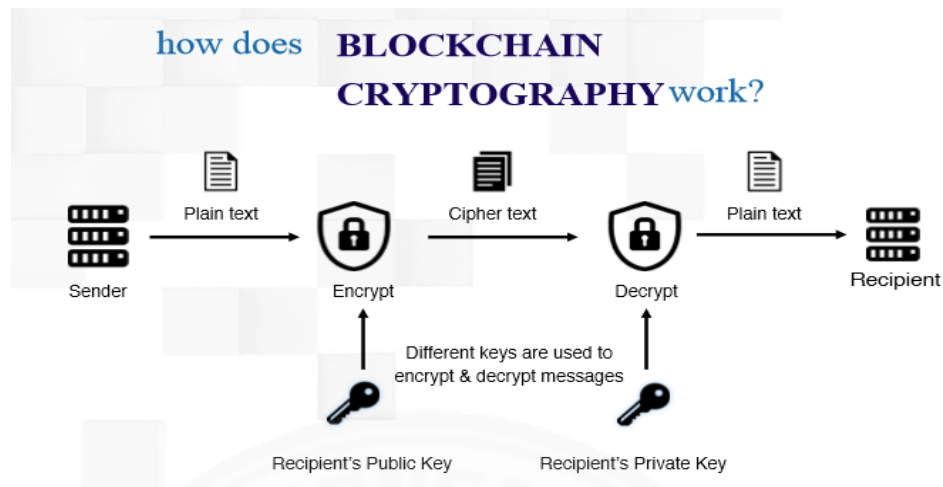 how does BLOCKCHAIN
CRYPTOGRAPHY work?
Plain text
Cipher text
Plain text
Sender
Encrypt
Decrypt
Recipient
Different keys are used to
encrypt & decrypt messages
Recipient's Public Key
Recipient's Private Key